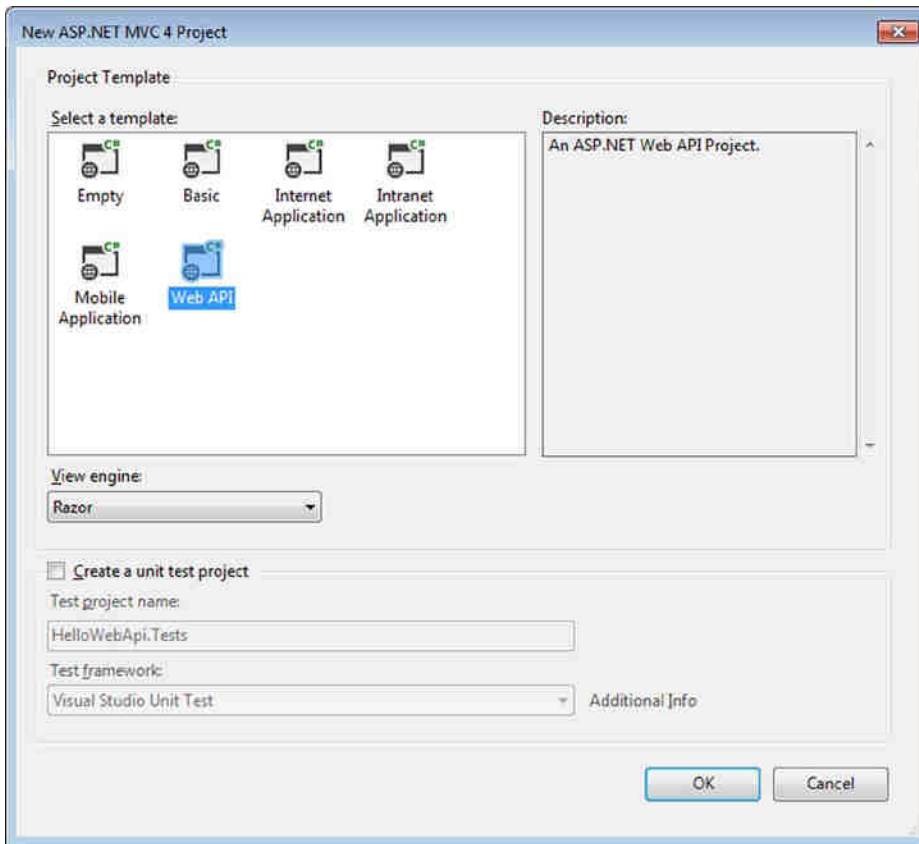 New ASP.NET MVC 4 Project
Project Template
Select a template:
Description:
C#
C#
C#
C#
An ASP.NET Web API Project.
Empty
Basic
Internet
Application
Intranet
Application
C#
C#
Mobile
Application
Web API
View engine:
Razor
Create a unit test project
Test project name:
HelloWebApi.Tests
Test framework:
Visual Studio Unit Test
Additional Info
OK
Cancel